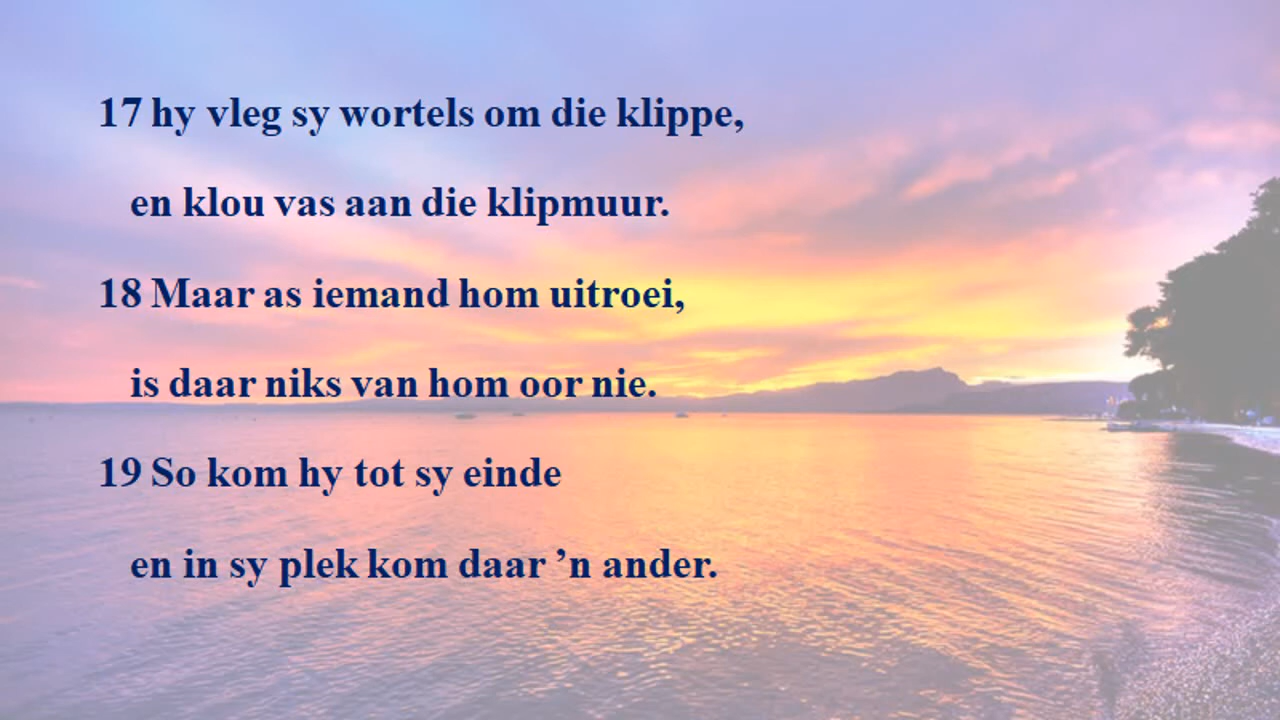 17 hy vleg sy wortels om die klippe,
en klou vas aan die klipmuur.
18 Maar as iemand hom uitroei,
is daar niks van hom oor nie.
19 So kom hy tot sy einde
en in sy plek kom daar ’n ander.